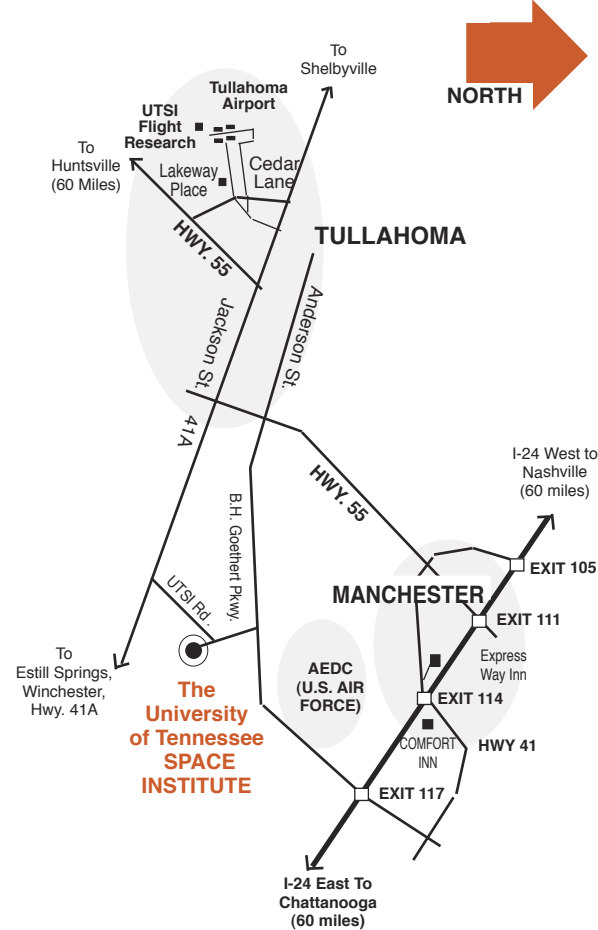 To
Shelbyville
NORTH
Tullahoma
Airport
UTSI
Flight
Research
To
Huntsville
(60 Miles)
Lakeway
Place
Cedar
Lane
HWY. 55
TULLAHOMA
Jackson St.
Anderson St.
41A
HWY. 55
I-24 West to
Nashville
(60 miles)
B.H. Goethert Pkwy.
EXIT 105
UTSI Rd .
MANCHESTER
EXIT 111
To
Estill Springs,
Winchester,
Hwy. 41A
Express
Way Inn
AEDC
(U.S. AIR
FORCE)
The
University
of Tennessee
SPACE
INSTITUTE
EXIT 114
COMFORT
INN
HWY 41
EXIT 117
I-24 East To
Chattanooga
(60 miles)